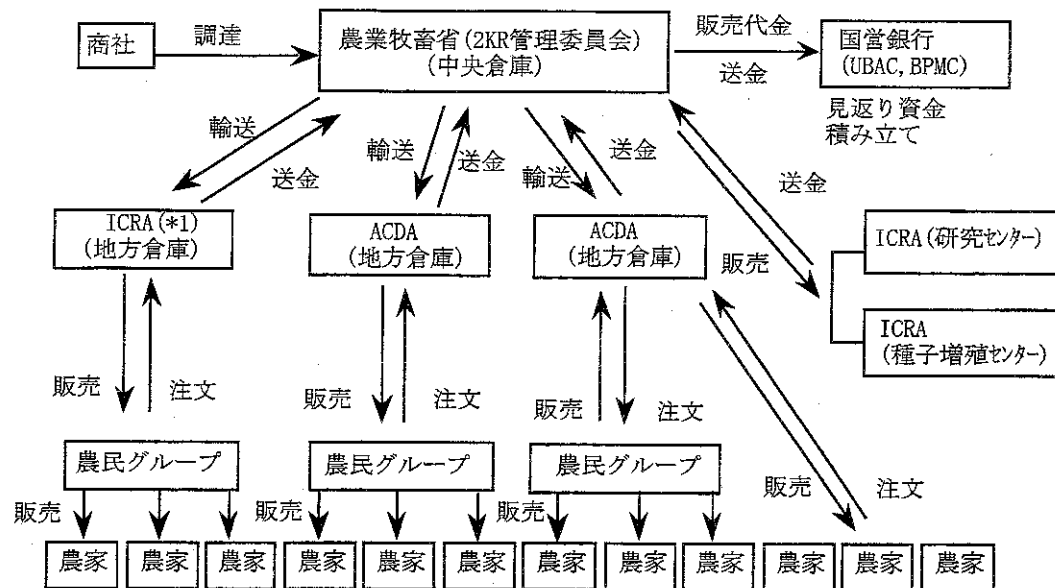 商社
調達
農業牧畜省(2KR管理委員会)
(中央倉庫)
販売代金
送金
国営銀行
(UBAC, BPMC)
見返り資金
積み立て
輸送
送金
輸送
送金
輸送
送金
送金
販売
ICRA(*1)
(地方倉庫)
ACDA
(地方倉庫)
ACDA
(地方倉庫)
ICRA(研究センター)
ICRA
(種子増殖センター)
販売
注文
販売
注文
販売
注文
販売
注文
農民グループ
農民グループ
農民グループ
販売
販売
販売
農家
農家
農家
農家
農家
農家
農家
農家
農家
農家
農家
農家